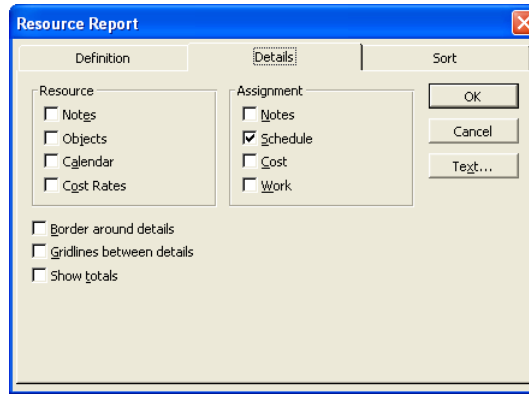 Resource Report
Definition
Details
Sort
Resource
Notes
Objects
Calendar
Cost Rates
Assignment
Notes
Schedule
Cost
Work
OK
Cancel
Text...
Border around details
Gridlines between details
Show totals